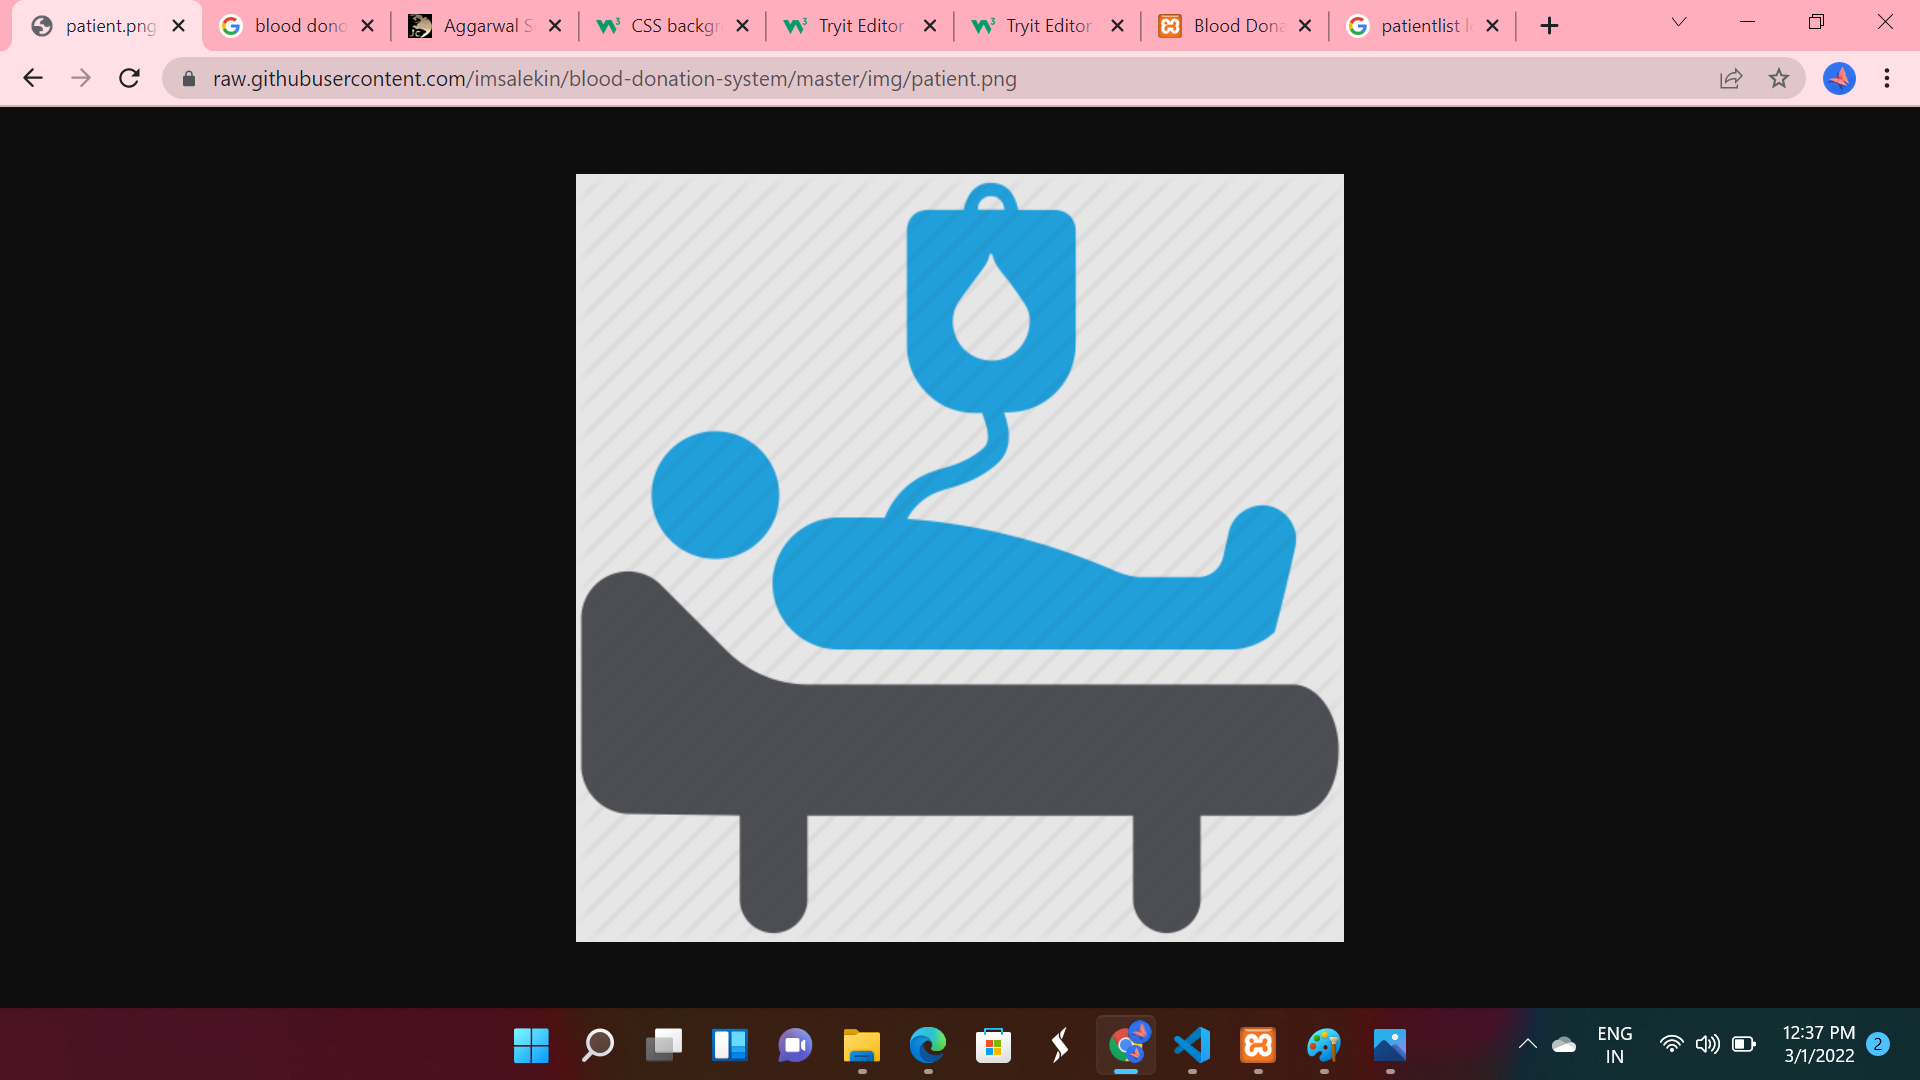 patient.png
blood dono
Aggarwal S
CSS backgr
Tryit Editor
Tryit Editor
Blood Dona
patientlist l
raw.githubusercontent.com/imsalekin/blood-donation-system/master/img/patient.png
ENG
IN
12:37 PM
3/1/2022
2